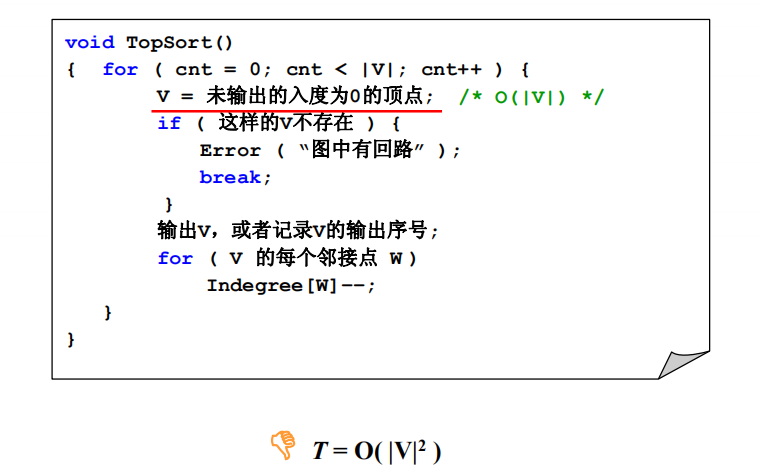 void TopSort()
{ for ( cnt = 0; cnt < |V|; cnt++ ) {
V = 未输出的入度为0的顶点; /* O(|V|) */
if ( 这样的V不存在 ) {
Error ( “图中有回路” );
break;
}
输出V，或者记录V的输出序号;
for ( V 的每个邻接点 W )
Indegree[W]––;
}
}
T = O( |V|² )